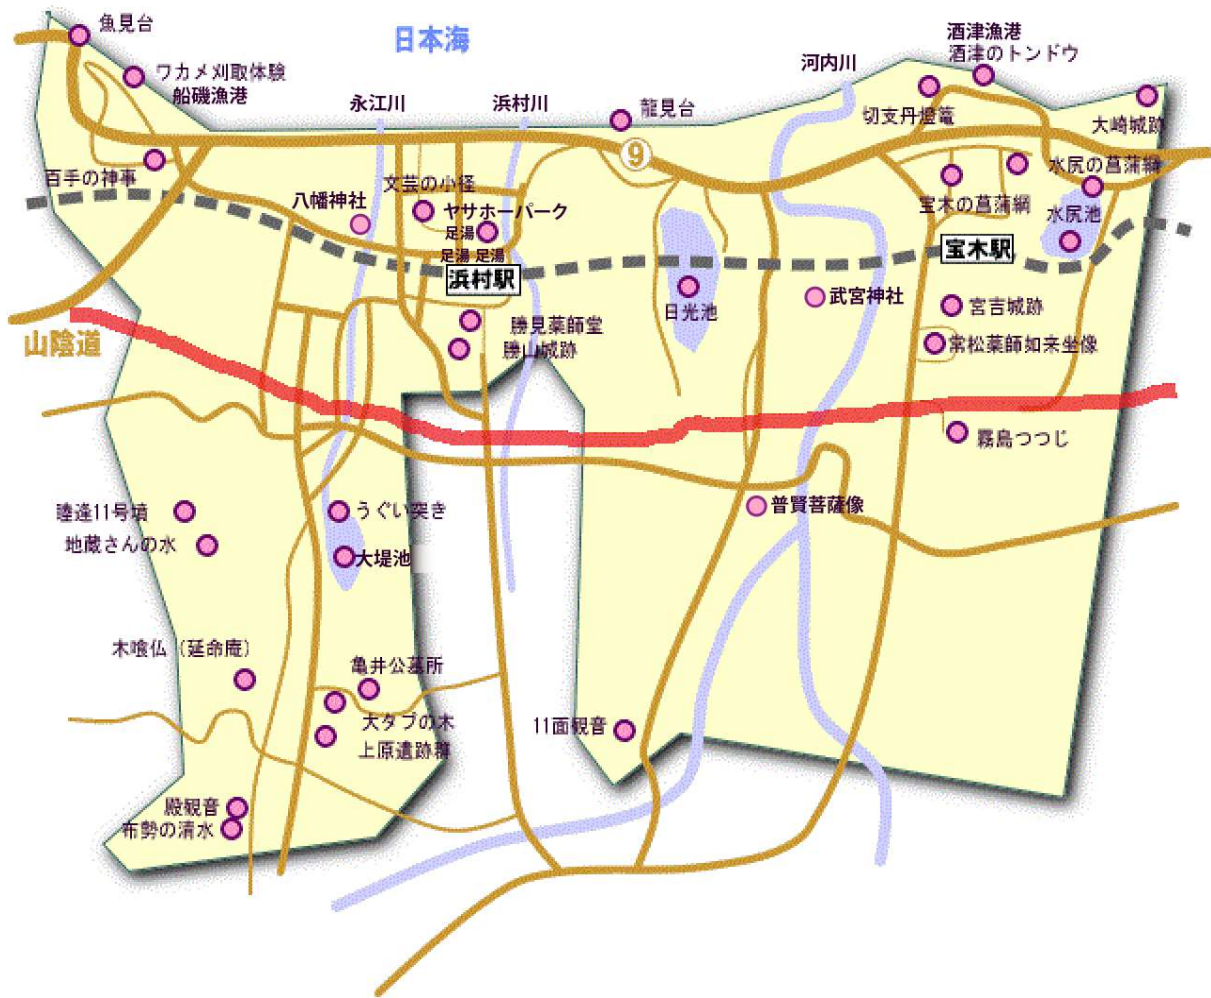 魚見台
日本海
酒津漁港
酒津のトンドウ
河内川
ワカメ刈取体験
船磯漁港
永江川
浜村川
龍見台
切支丹燈篭
大崎城跡
9
百手の神事
文芸の小径
水尻の菖蒲綱
八幡神社
ヤサホーパーク
宝木の菖蒲綱
水尻池
足湯
足湯 足湯
宝木駅
浜村駅
日光池
武宮神社
宮吉城跡
山陰道
勝見薬師堂
勝山城跡
常松薬師如来坐像
霧島つつじ
睦逢11号墳
うぐい突き
普賢菩薩像
地蔵さんの水
大堤池
木喰仏（延命庵）
亀井公墓所
大タブの木
11面観音
上原遺跡群
殿観音
布勢の清水